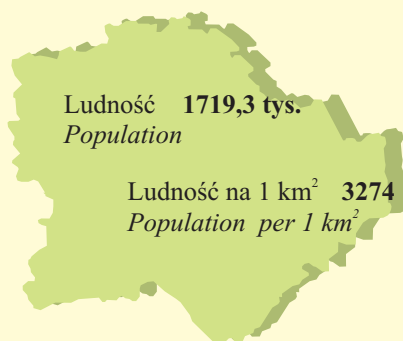 Ludność 1719,3 tys.
Population
Ludność na 1 km² 3274
Population per 1 km²